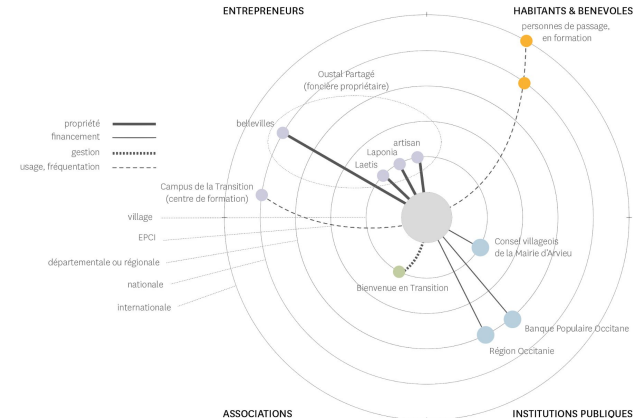 ENTREPRENEURS
HABITANTS & BENEVOLES
personnes de passage,
en formation
Oustal Partagé
(foncière propriétaire)
bellevilles
propriété
financement
gestion
usage, fréquentation
artisan
Laponia
Laetis
Campus de la Transition
(centre de formation)
village
EPCI
départementale ou régionale
nationale
internationale
Conseil villageois
de la Mairie d'Arvieu
Bienvenue en Transition
Banque Populaire Occitane
Région Occitanie
ASSOCIATIONS
INSTITUTIONS PUBLIQUES